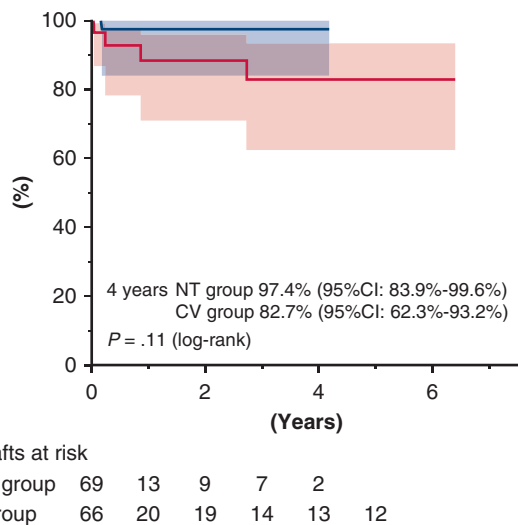 100
80
60
40
20
0
(%)
4 years NT group 97.4% (95%CI: 83.9%-99.6%)
CV group 82.7% (95%CI: 62.3%-93.2%)
P = .11 (log-rank)
0 2 4 6
(Years)
at risk
group 69 13 9 7 2
66 20 19 14 13 12